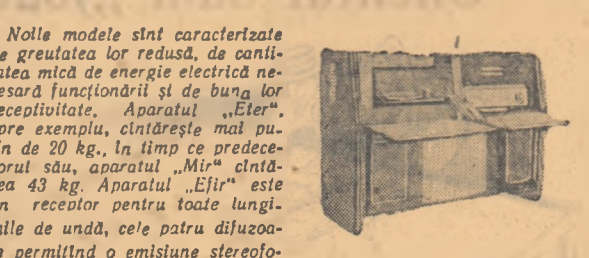 Noile modele sînt caracterizate
e greutatea lor redusă, de canti-
atea mică de energie electrică ne-
esară funcționării și de buna lor
eceptivitate. Aparatul „Eter“,
pre exemplu, cîntărește mai pu-
in de 20 kg., în timp ce predece-
orul său, aparatul „Mir“ cîntă-
ea 43 kg. Aparatul „Efir“ este
n receptor pentru toate lungi-
ile de undă, cele patru difuzoa-
permițînd o emisiune stereofo-